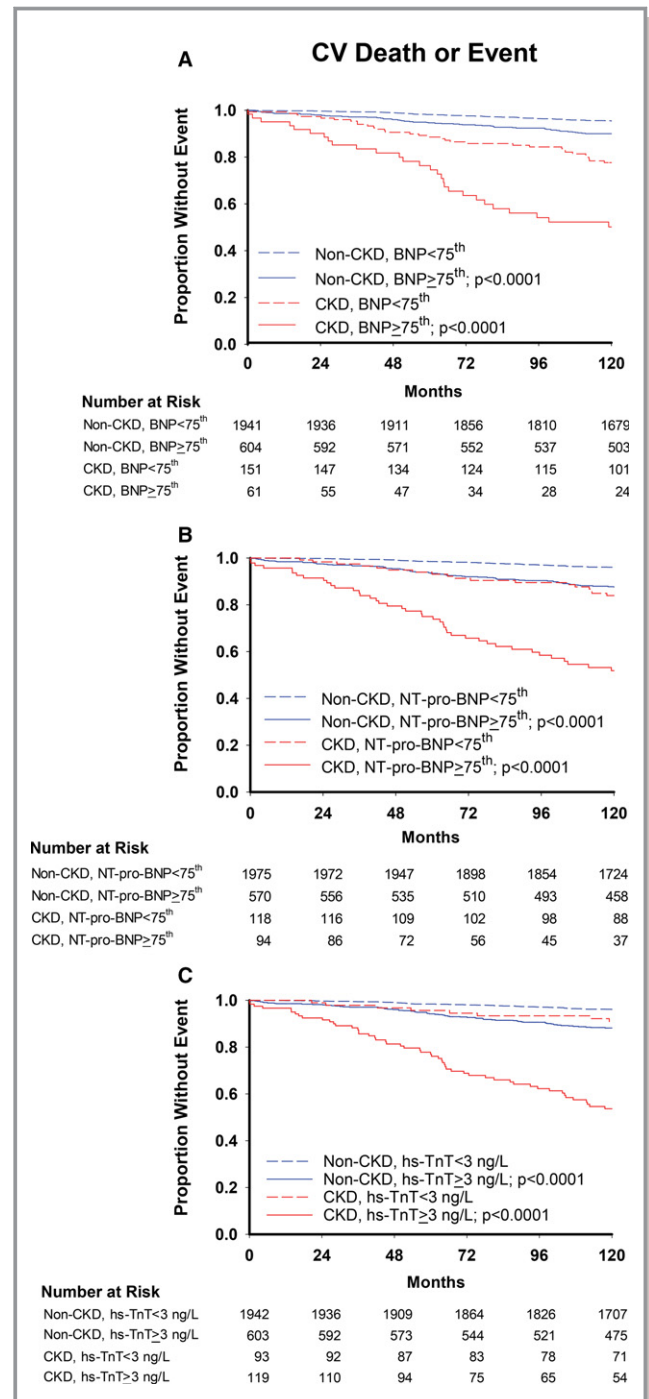 CV Death or Event
A
Proportion Without Event
1.0
0.8
0.6
0.4
0.2
0.0
Non-CKD, BNP<75th
Non-CKD, BNP≥75th; p<0.0001
CKD, BNP<75th
CKD, BNP≥75th; p<0.0001
0 24 48 72 96 120
Months
Number at Risk
Non-CKD, BNP<75th 1941 1936 1911 1856 1810 1679
Non-CKD, BNP≥75th 604 592 571 552 537 503
CKD, BNP<75th 151 147 134 124 115 101
CKD, BNP≥75th 61 55 47 34 28 24
B
Proportion Without Event
1.0
0.8
0.6
0.4
0.2
0.0
Non-CKD, NT-pro-BNP<75th
Non-CKD, NT-pro-BNP≥75th; p<0.0001
CKD, NT-pro-BNP<75th
CKD, NT-pro-BNP≥75th; p<0.0001
0 24 48 72 96 120
Months
Number at Risk
Non-CKD, NT-pro-BNP<75th 1975 1972 1947 1898 1854 1724
Non-CKD, NT-pro-BNP≥75th 570 556 535 510 493 458
CKD, NT-pro-BNP<75th 118 116 109 102 98 88
CKD, NT-pro-BNP≥75th 94 86 72 56 45 37
C
Proportion Without Event
1.0
0.8
0.6
0.4
0.2
0.0
Non-CKD, hs-TnT<3 ng/L
Non-CKD, hs-TnT≥3 ng/L; p<0.0001
CKD, hs-TnT<3 ng/L
CKD, hs-TnT≥3 ng/L; p<0.0001
0 24 48 72 96 120
Months
Number at Risk
Non-CKD, hs-TnT<3 ng/L 1942 1936 1909 1864 1826 1707
Non-CKD, hs-TnT≥3 ng/L 603 592 573 544 521 475
CKD, hs-TnT<3 ng/L 93 92 87 83 78 71
CKD, hs-TnT≥3 ng/L 119 110 94 75 65 54